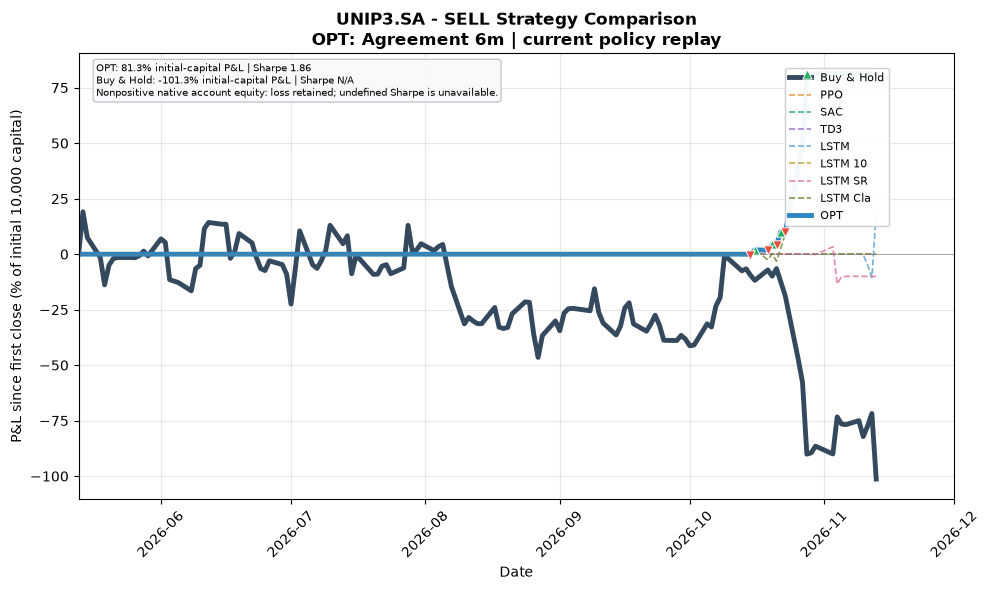 UNIP3.SA - SELL Strategy Comparison
OPT: Agreement 6m | current policy replay
OPT: 81.3% initial-capital P&L | Sharpe 1.86
Buy & Hold: -101.3% initial-capital P&L | Sharpe N/A
Nonpositive native account equity: loss retained; undefined Sharpe is unavailable.
Buy & Hold
PPO
SAC
TD3
LSTM
LSTM 10
LSTM SR
LSTM Cla
OPT
P&L since first close (% of initial 10,000 capital)
75
50
25
0
−25
−50
−75
−100
2026-06
2026-07
2026-08
2026-09
2026-10
2026-11
2026-12
Date